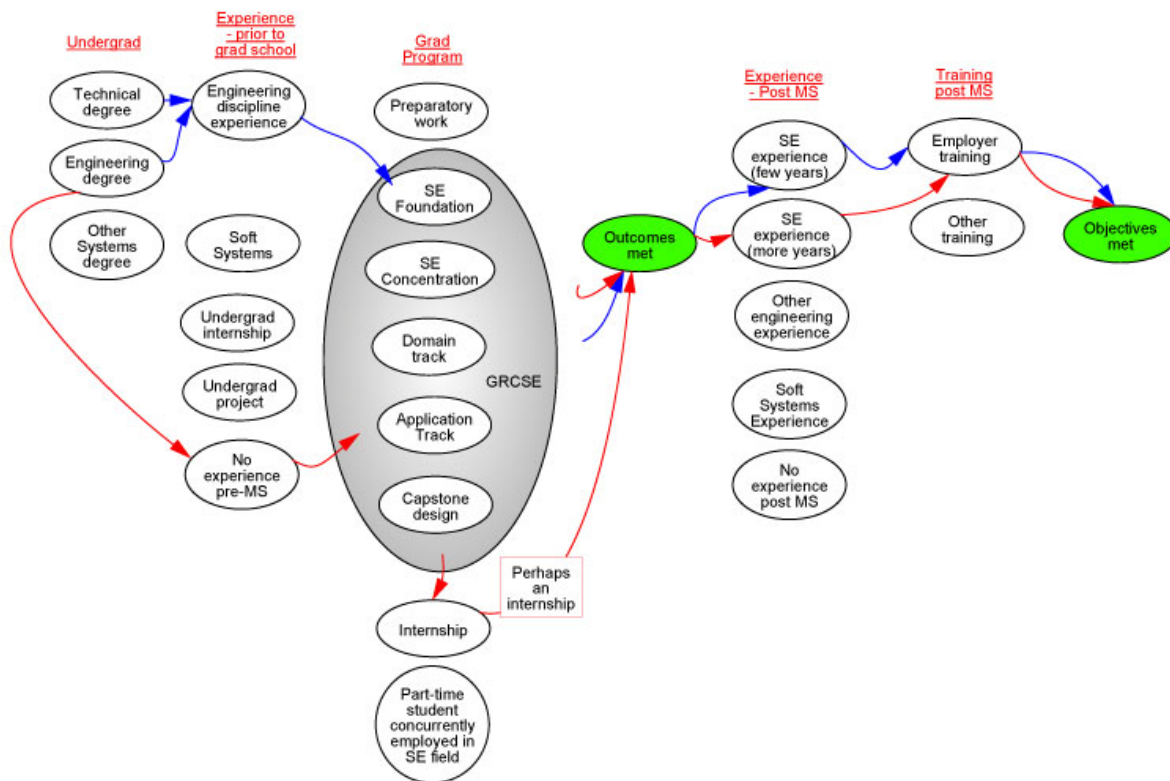 Undergrad
Technical
degree
Engineering
degree
Other
Systems
degree
Experience
- prior to
grad school
Engineering
discipline
experience
Soft
Systems
Undergrad
internship
Undergrad
project
No
experience
pre-MS
Grad
Program
Preparatory
work
SE
Foundation
SE
Concentration
Domain
track
GRCSE
Application
Track
Capstone
design
Internship
Part-time
student
concurrently
employed in
SE field
Perhaps
an
internship
Outcomes
met
Experience
- Post MS
SE
experience
(few years)
SE
experience
(more years)
Other
engineering
experience
Soft
Systems
Experience
No
experience
post MS
Training
post MS
Employer
training
Other
training
Objectives
met